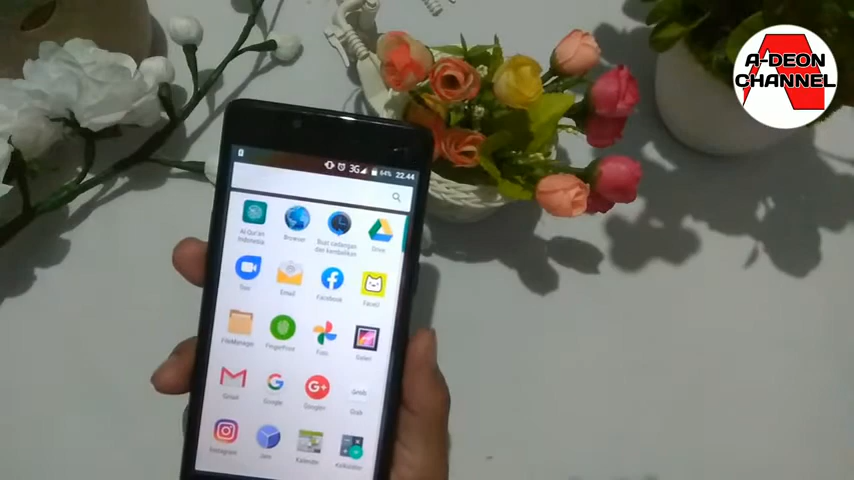 A-DEON
CHANNEL
3G 64% 22.44
Al Qur'an
Indonesia
Browser
Buat cadangan
dan kembalikan
Drive
Duo
Email
Facebook
FaceU
FileManager
FingerPrint
Foto
Galeri
Gmail
Google
Google+
Grab
Instagram
Jam
Kalender
Kalkulator